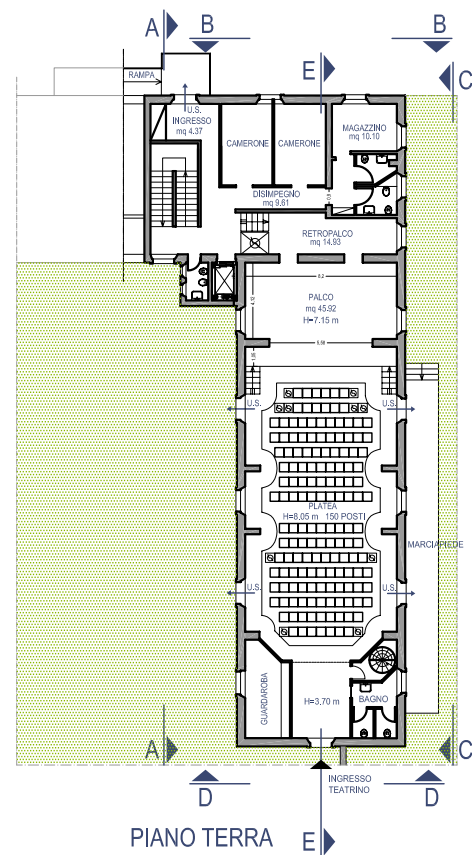 A
B
B
E
C
RAMPA
U.S.
INGRESSO
mq 4.37
CAMERONE
CAMERONE
MAGAZZINO
mq 10.10
DISIMPEGNO
mq 9.61
RETROPALCO
mq 14.93
PALCO
mq 45.92
H=7.15 m
U.S.
U.S.
PLATEA
H=8.05 m 150 POSTI
MARCIAPIEDE
U.S.
U.S.
GUARDAROBA
H=3.70 m
BAGNO
A
C
INGRESSO
TEATRINO
D
D
PIANO TERRA
E